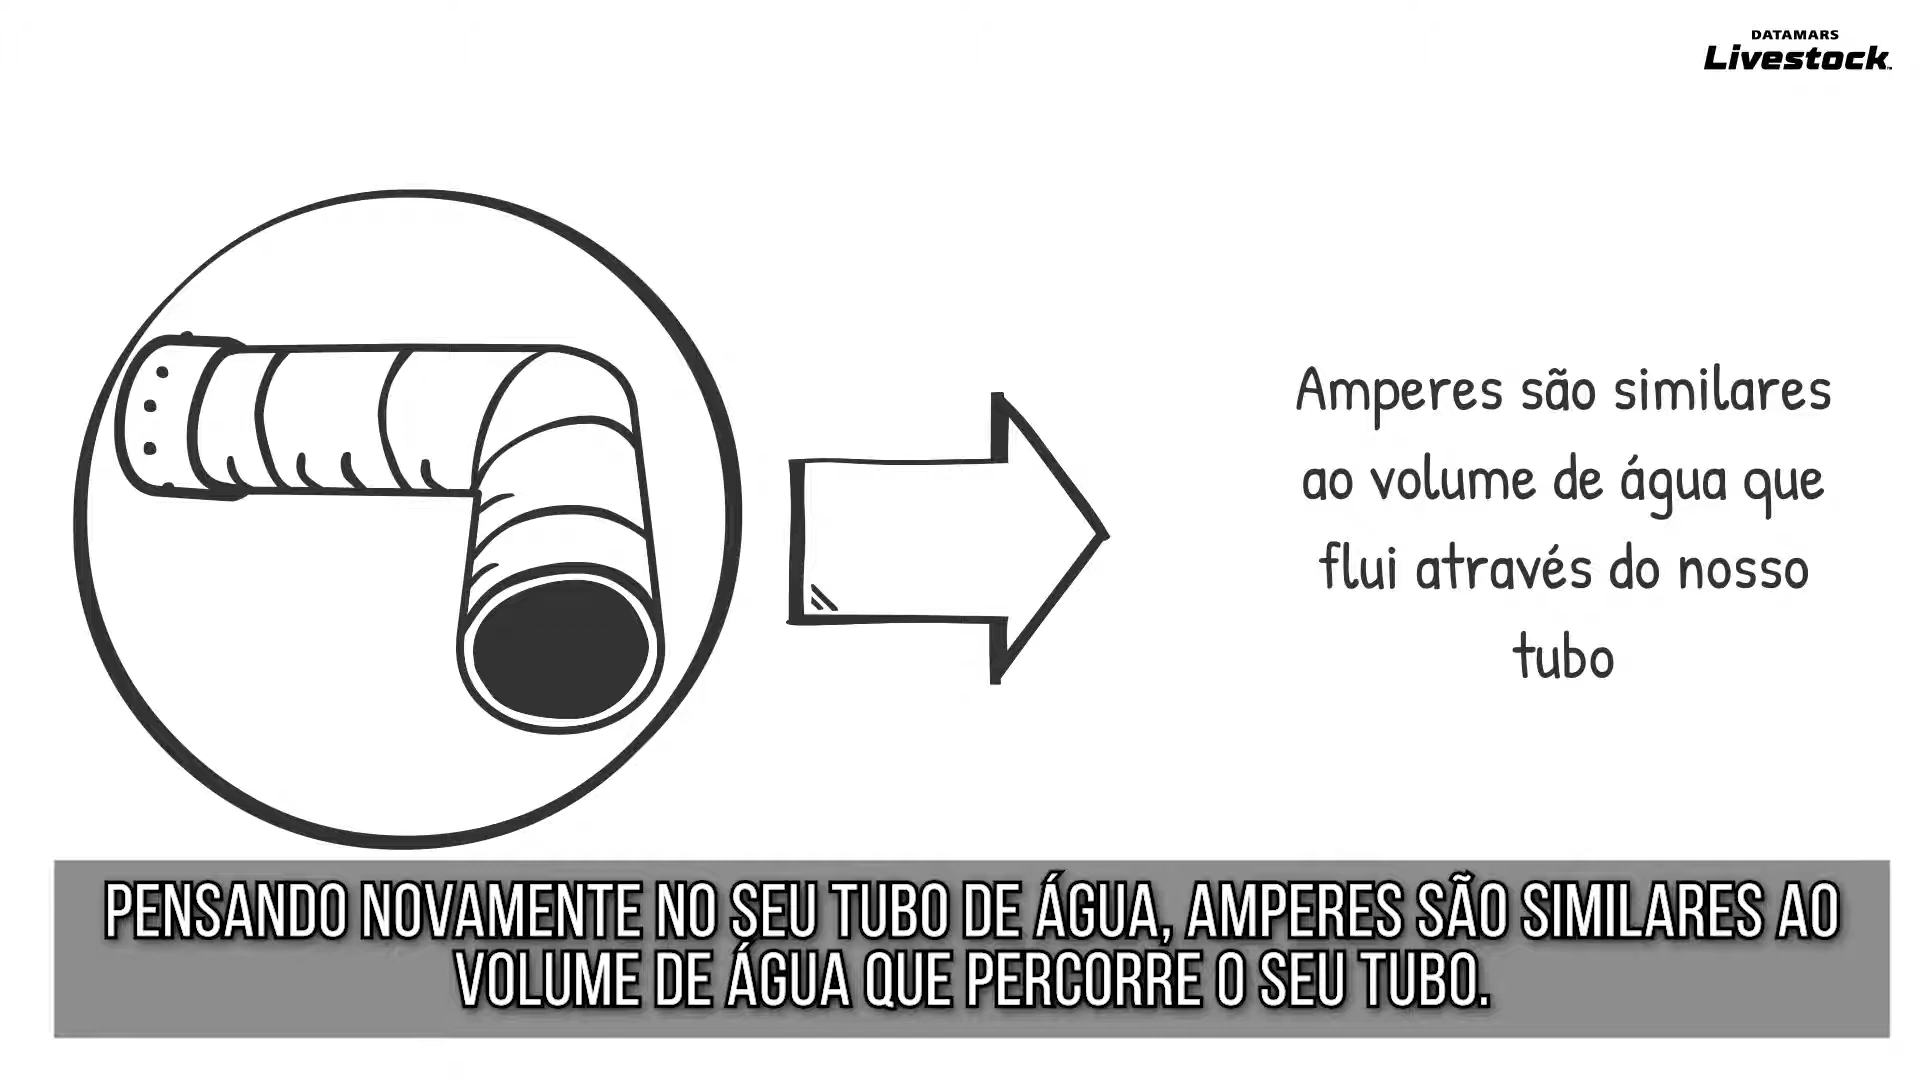 DATAMARS
Livestock
Amperes são similares
ao volume de água que
flui através do nosso
tubo
PENSANDO NOVAMENTE NO SEU TUBO DE ÁGUA, AMPERES SÃO SIMILARES AO
VOLUME DE ÁGUA QUE PERCORRE O SEU TUBO.